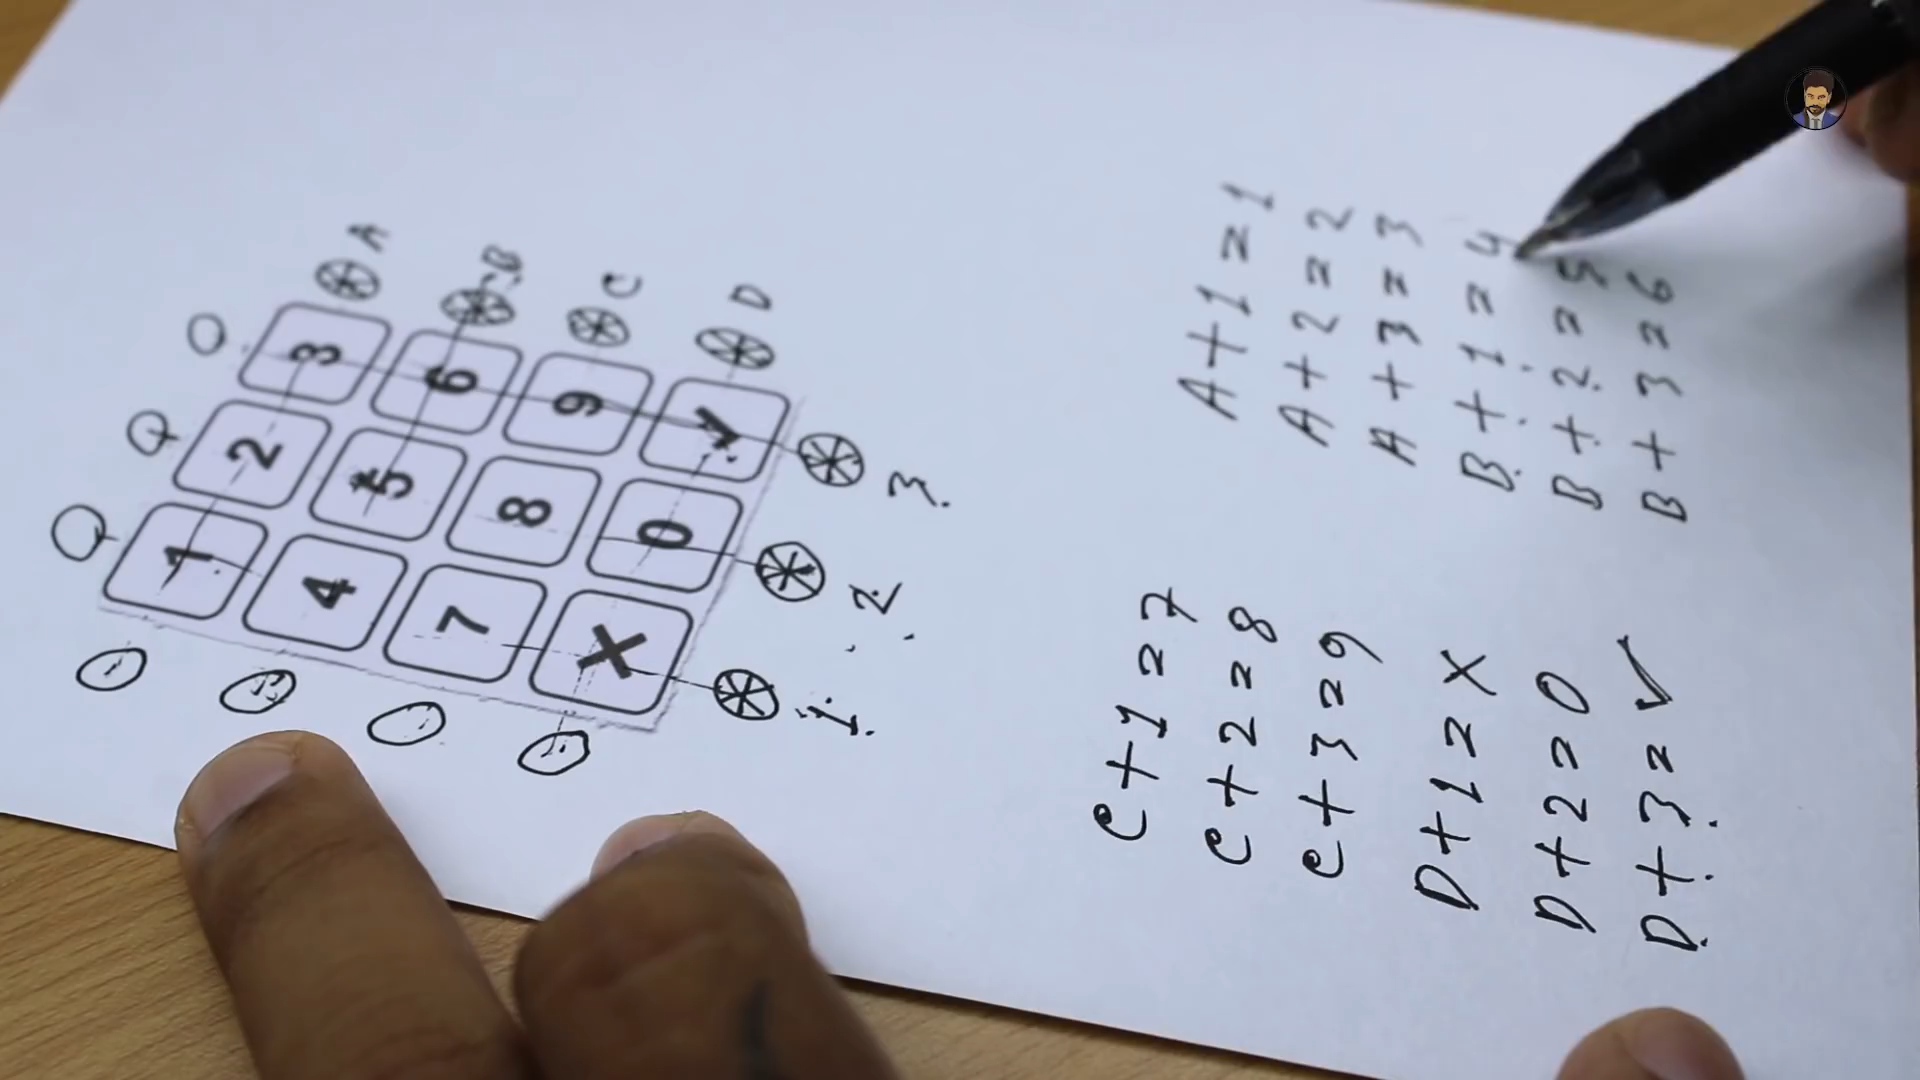 1 2 3 A
4 5 6 B
7 8 9 C
X 0 ✓ D
1. 2. 3.
A+1=1
A+2=2
A+3=3
B+1=4
B+2=5
B+3=6
C+1=7
C+2=8
C+3=9
D+1=X
D+2=0
D+3=✓